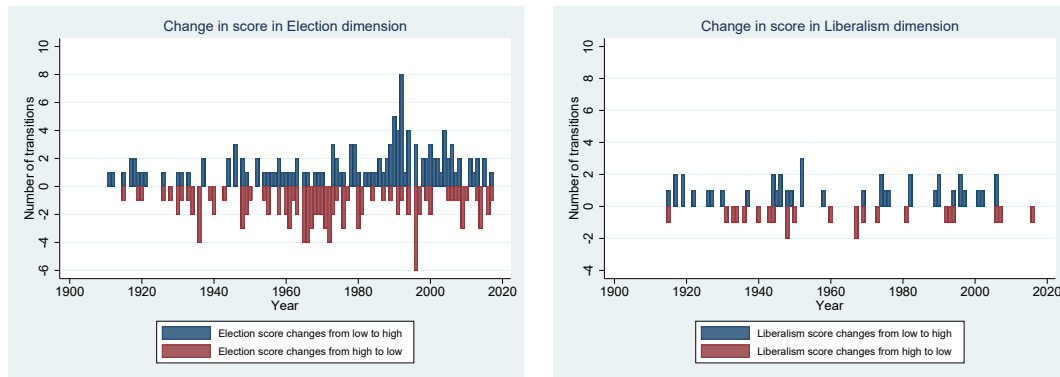 Change in score in Election dimension
10
8
6
4
2
0
-2
-4
-6
Number of transitions
1900 1920 1940 1960 1980 2000 2020
Year
Election score changes from low to high
Election score changes from high to low
Change in score in Liberalism dimension
10
8
6
4
2
0
-2
-4
Number of transitions
1900 1920 1940 1960 1980 2000 2020
Year
Liberalism score changes from low to high
Liberalism score changes from high to low